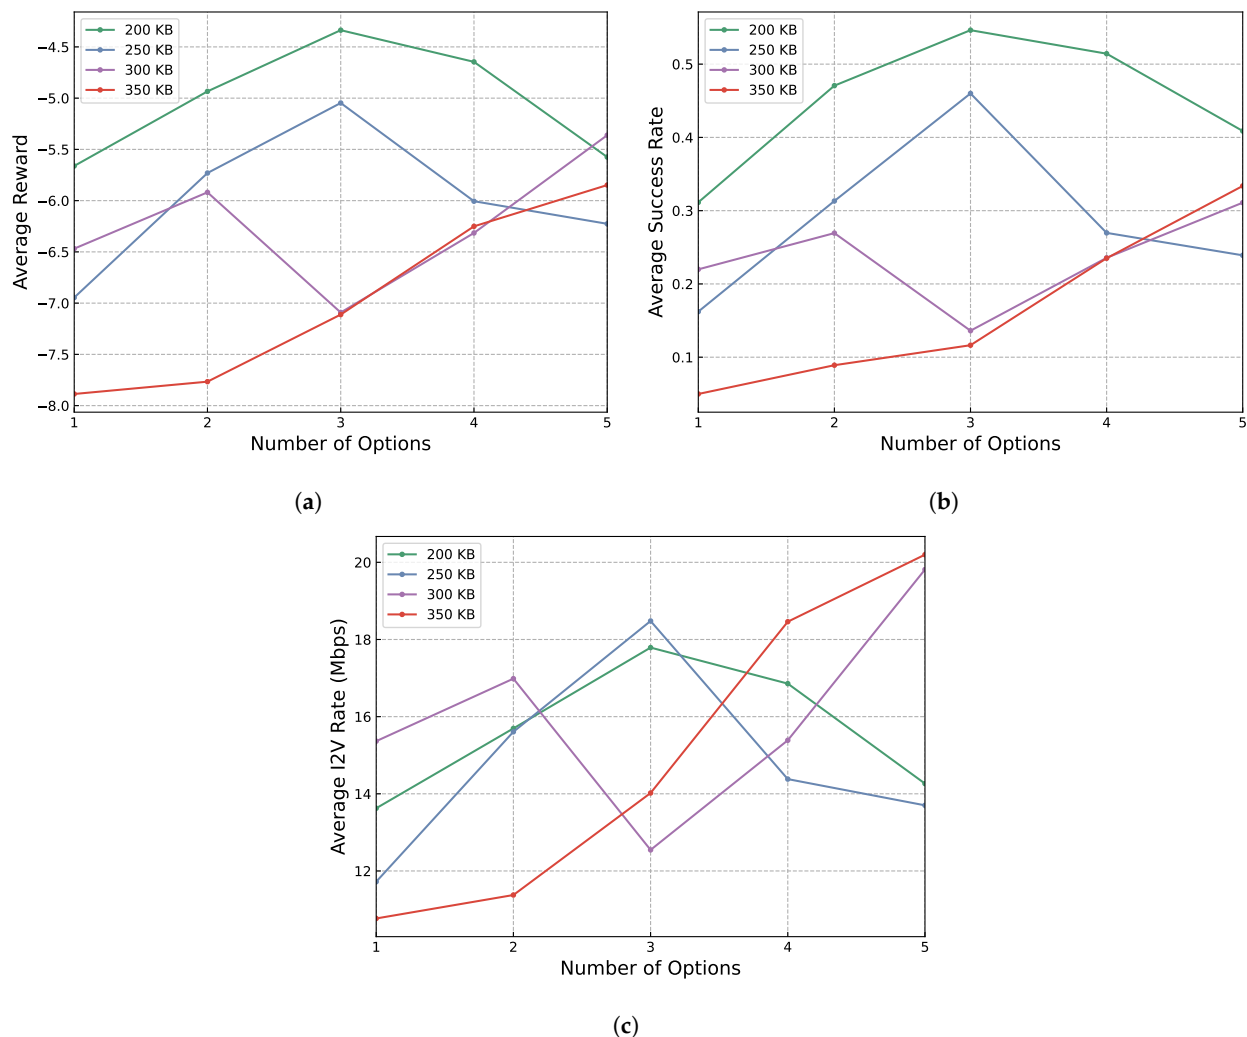 200 KB
250 KB
300 KB
350 KB
−4.5
−5.0
−5.5
−6.0
−6.5
−7.0
−7.5
−8.0
Average Reward
1 2 3 4 5
Number of Options
(a)
200 KB
250 KB
300 KB
350 KB
0.5
0.4
0.3
0.2
0.1
Average Success Rate
1 2 3 4 5
Number of Options
(b)
200 KB
250 KB
300 KB
350 KB
20
18
16
14
12
Average I2V Rate (Mbps)
1 2 3 4 5
Number of Options
(c)